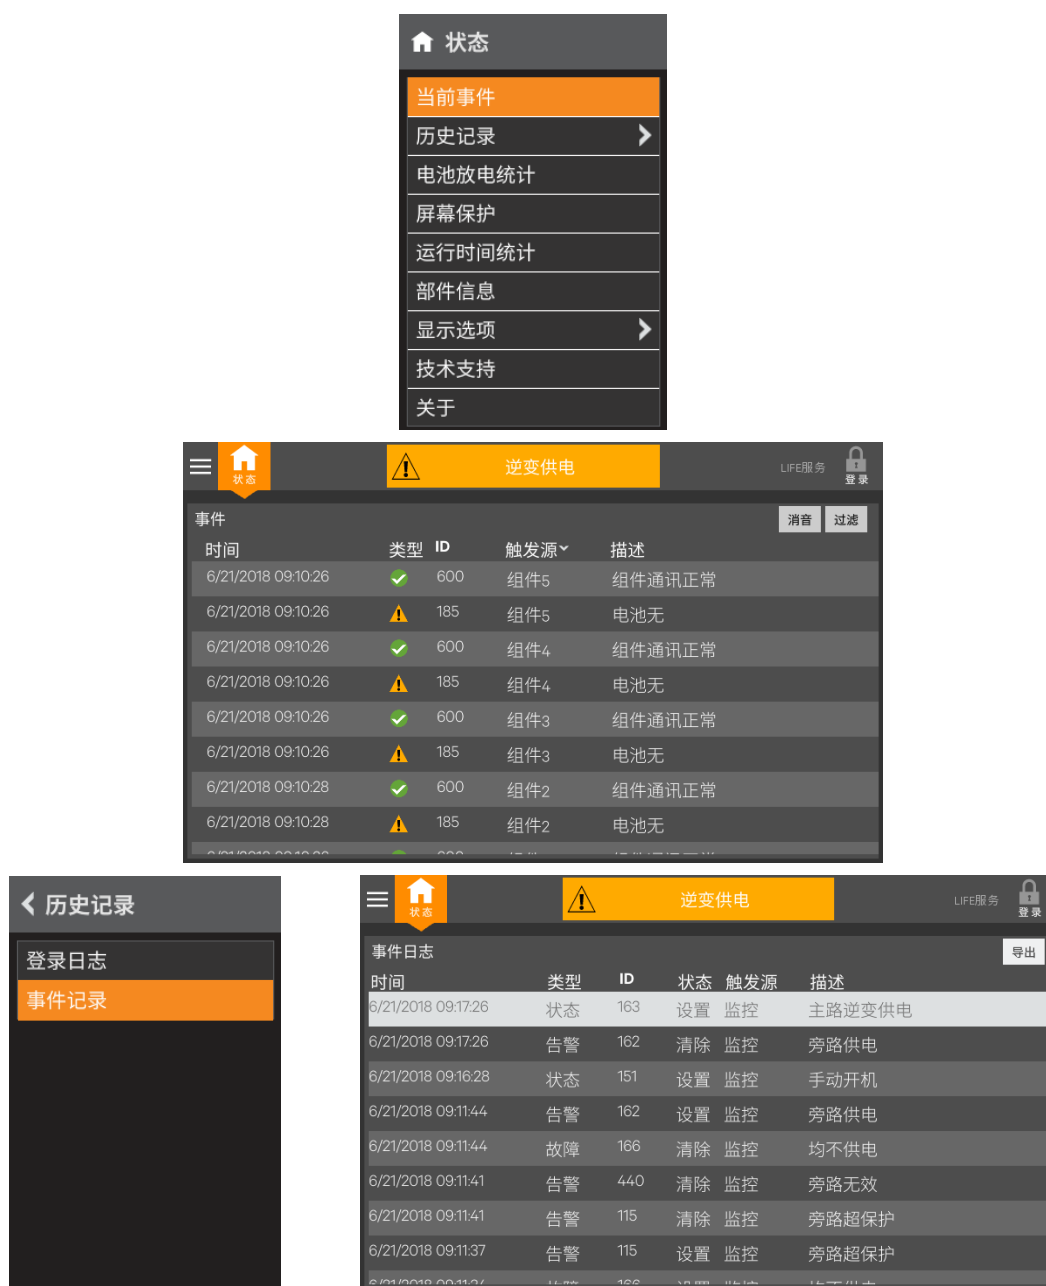 状态
当前事件
历史记录
电池放电统计
屏幕保护
运行时间统计
部件信息
显示选项
技术支持
关于
状态 逆变供电 LIFE服务 登录
事件 消音 过滤
时间 类型 ID 触发源 描述
6/21/2018 09:10:26 600 组件5 组件通讯正常
6/21/2018 09:10:26 185 组件5 电池无
6/21/2018 09:10:26 600 组件4 组件通讯正常
6/21/2018 09:10:26 185 组件4 电池无
6/21/2018 09:10:26 600 组件3 组件通讯正常
6/21/2018 09:10:26 185 组件3 电池无
6/21/2018 09:10:28 600 组件2 组件通讯正常
6/21/2018 09:10:28 185 组件2 电池无
历史记录
登录日志
事件记录
状态 逆变供电 LIFE服务 登录
事件日志 导出
时间 类型 ID 状态 触发源 描述
6/21/2018 09:17:26 状态 163 设置 监控 主路逆变供电
6/21/2018 09:17:26 告警 162 清除 监控 旁路供电
6/21/2018 09:16:28 状态 151 设置 监控 手动开机
6/21/2018 09:11:44 告警 162 设置 监控 旁路供电
6/21/2018 09:11:44 故障 166 清除 监控 均不供电
6/21/2018 09:11:41 告警 440 清除 监控 旁路无效
6/21/2018 09:11:41 告警 115 清除 监控 旁路超保护
6/21/2018 09:11:37 告警 115 设置 监控 旁路超保护